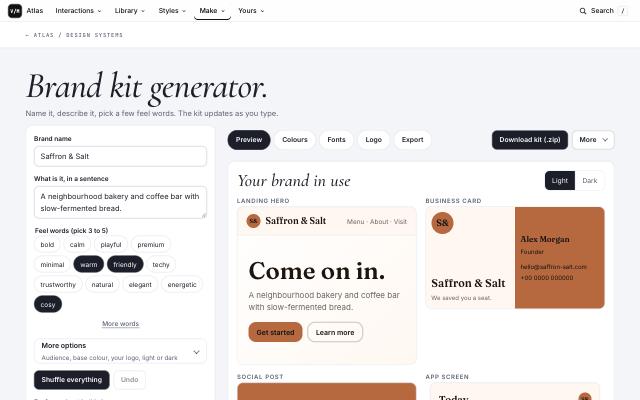 V/M Atlas Interactions Library Styles Make Yours Search /
← ATLAS / DESIGN SYSTEMS
Brand kit generator.
Name it, describe it, pick a few feel words. The kit updates as you type.
Brand name
Saffron & Salt
What is it, in a sentence
A neighbourhood bakery and coffee bar with
slow-fermented bread.
Feel words (pick 3 to 5)
bold calm playful premium
minimal warm friendly techy
trustworthy natural elegant energetic
cosy
More words
More options
Audience, base colour, your logo, light or dark
Shuffle everything Undo
Preview Colours Fonts Logo Export Download kit (.zip) More
Your brand in use
Light Dark
LANDING HERO
S& Saffron & Salt Menu · About · Visit
Come on in.
A neighbourhood bakery and coffee bar
with slow-fermented bread.
Get started Learn more
BUSINESS CARD
S&
Saffron & Salt
We saved you a seat.
Alex Morgan
Founder
hello@saffron-salt.com
+00 0000 000000
SOCIAL POST
APP SCREEN
Today
S&